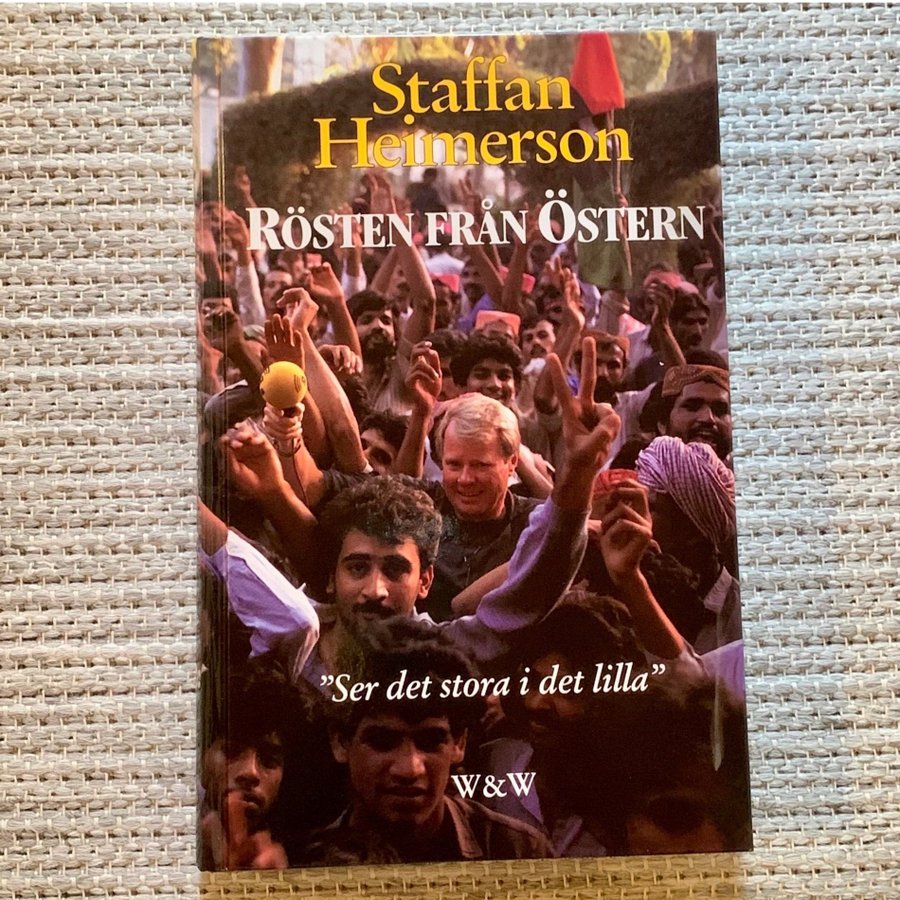 Staffan
Heimerson
RÖSTEN FRÅN ÖSTERN
”Ser det stora i det lilla”
W&W